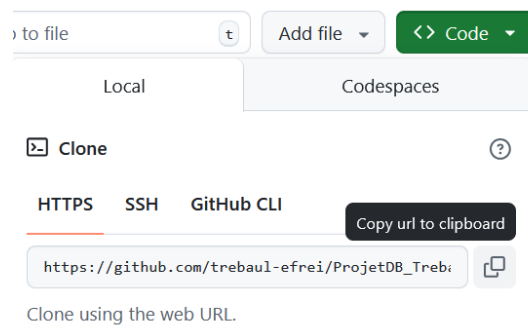 to file t Add file <> Code
Local Codespaces
Clone
HTTPS SSH GitHub CLI
Copy url to clipboard
https://github.com/trebaul-efrei/ProjetDB_Treba
Clone using the web URL.